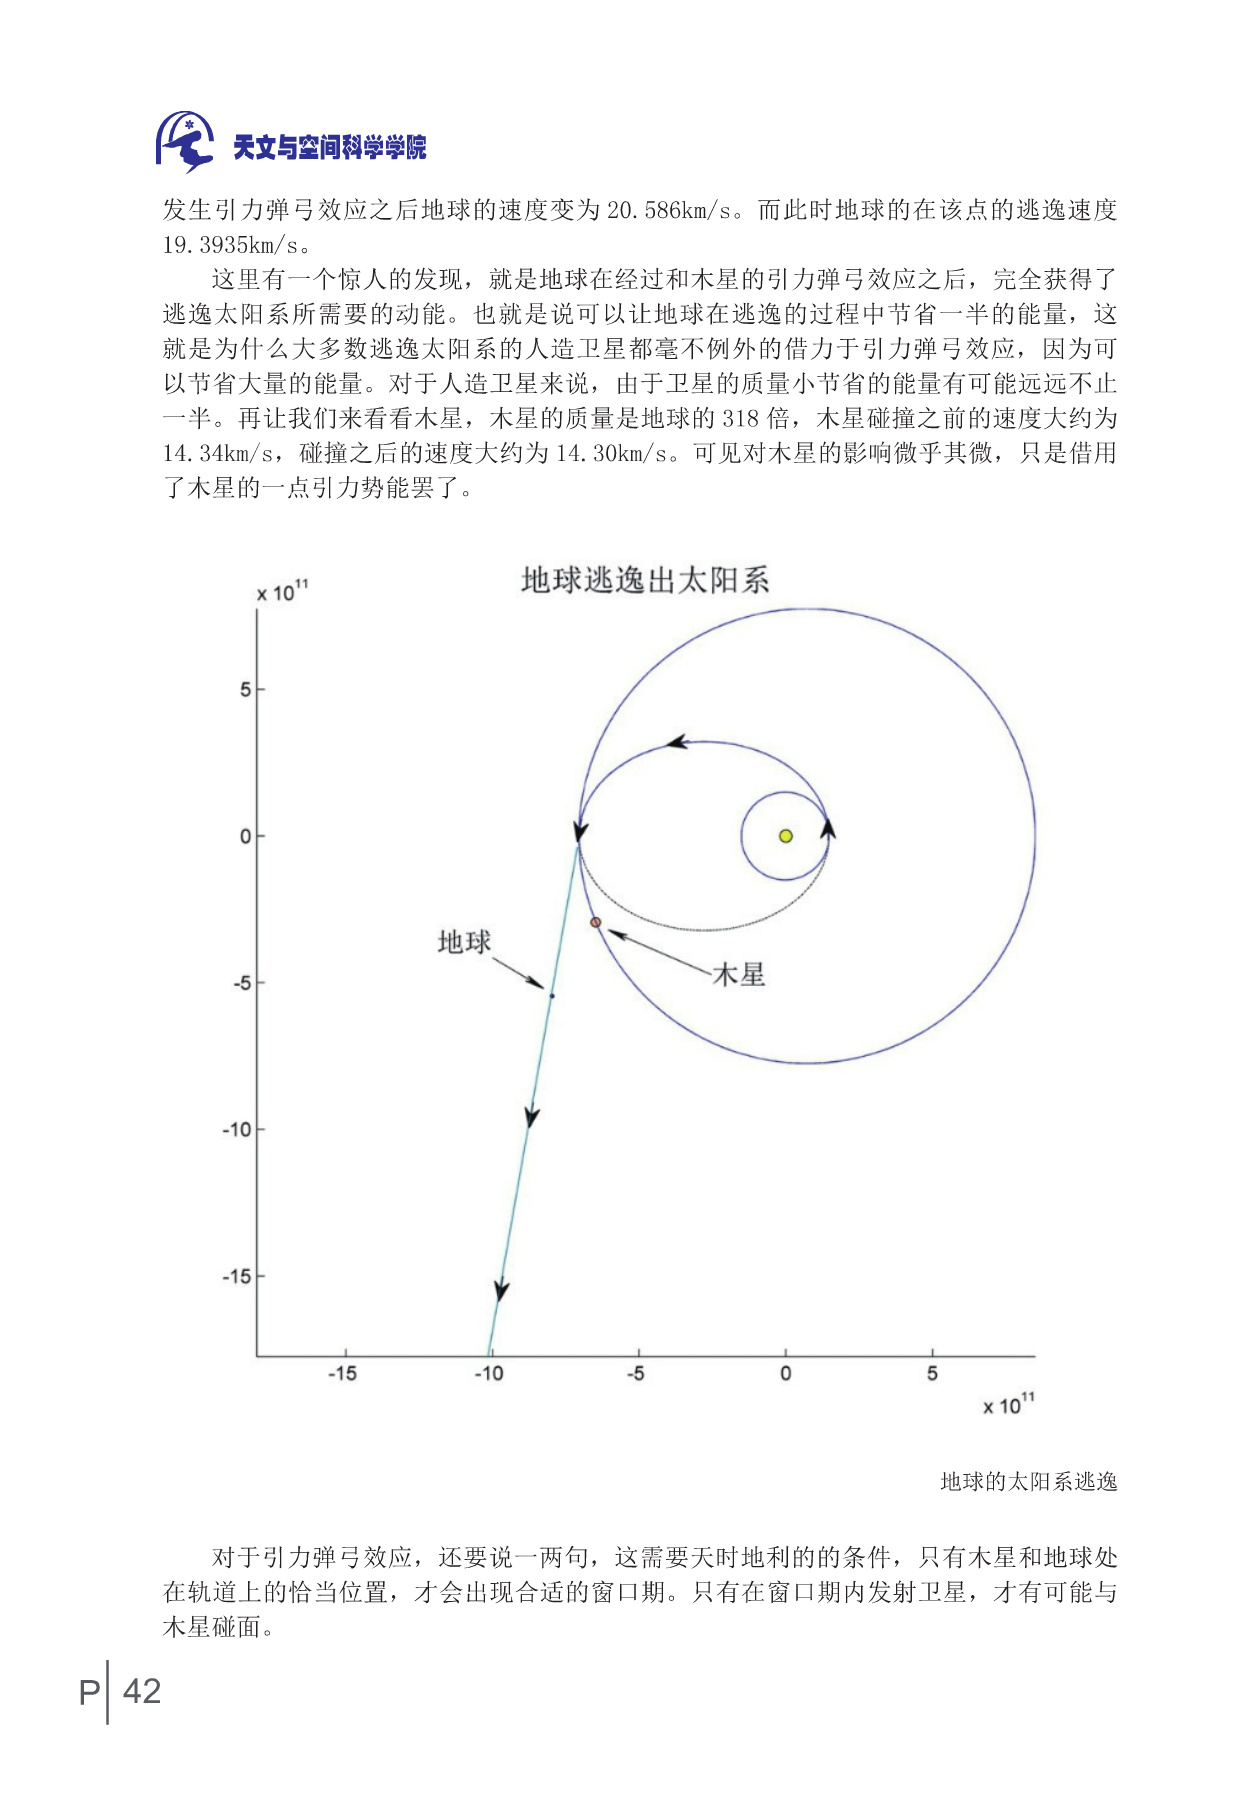 天文与空间科学学院
发生引力弹弓效应之后地球的速度变为 20.586km/s。而此时地球的在该点的逃逸速度
19.3935km/s。
这里有一个惊人的发现，就是地球在经过和木星的引力弹弓效应之后，完全获得了
逃逸太阳系所需要的动能。也就是说可以让地球在逃逸的过程中节省一半的能量，这
就是为什么大多数逃逸太阳系的人造卫星都毫不例外的借力于引力弹弓效应，因为可
以节省大量的能量。对于人造卫星来说，由于卫星的质量小节省的能量有可能远远不止
一半。再让我们来看看木星，木星的质量是地球的 318 倍，木星碰撞之前的速度大约为
14.34km/s，碰撞之后的速度大约为 14.30km/s。可见对木星的影响微乎其微，只是借用
了木星的一点引力势能罢了。
地球逃逸出太阳系
x 10¹¹
5
0
-5
-10
-15
地球
木星
-15
-10
-5
0
5
x 10¹¹
地球的太阳系逃逸
对于引力弹弓效应，还要说一两句，这需要天时地利的的条件，只有木星和地球处
在轨道上的恰当位置，才会出现合适的窗口期。只有在窗口期内发射卫星，才有可能与
木星碰面。
P 42